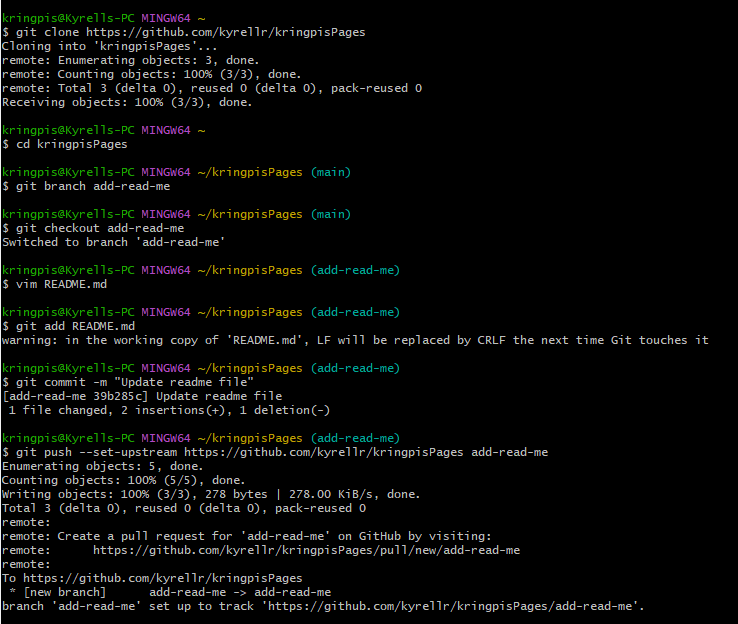 kringpis@Kyrells-PC MINGW64 ~
$ git clone https://github.com/kyrellr/kringpisPages
Cloning into 'kringpisPages'...
remote: Enumerating objects: 3, done.
remote: Counting objects: 100% (3/3), done.
remote: Total 3 (delta 0), reused 0 (delta 0), pack-reused 0
Receiving objects: 100% (3/3), done.
kringpis@Kyrells-PC MINGW64 ~
$ cd kringpisPages
kringpis@Kyrells-PC MINGW64 ~/kringpisPages (main)
$ git branch add-read-me
kringpis@Kyrells-PC MINGW64 ~/kringpisPages (main)
$ git checkout add-read-me
Switched to branch 'add-read-me'
kringpis@Kyrells-PC MINGW64 ~/kringpisPages (add-read-me)
$ vim README.md
kringpis@Kyrells-PC MINGW64 ~/kringpisPages (add-read-me)
$ git add README.md
warning: in the working copy of 'README.md', LF will be replaced by CRLF the next time Git touches it
kringpis@Kyrells-PC MINGW64 ~/kringpisPages (add-read-me)
$ git commit -m "Update readme file"
[add-read-me 39b285c] Update readme file
 1 file changed, 2 insertions(+), 1 deletion(-)
kringpis@Kyrells-PC MINGW64 ~/kringpisPages (add-read-me)
$ git push --set-upstream https://github.com/kyrellr/kringpisPages add-read-me
Enumerating objects: 5, done.
Counting objects: 100% (5/5), done.
Writing objects: 100% (3/3), 278 bytes | 278.00 KiB/s, done.
Total 3 (delta 0), reused 0 (delta 0), pack-reused 0
remote:
remote: Create a pull request for 'add-read-me' on GitHub by visiting:
remote:      https://github.com/kyrellr/kringpisPages/pull/new/add-read-me
remote:
To https://github.com/kyrellr/kringpisPages
 * [new branch]      add-read-me -> add-read-me
branch 'add-read-me' set up to track 'https://github.com/kyrellr/kringpisPages/add-read-me'.